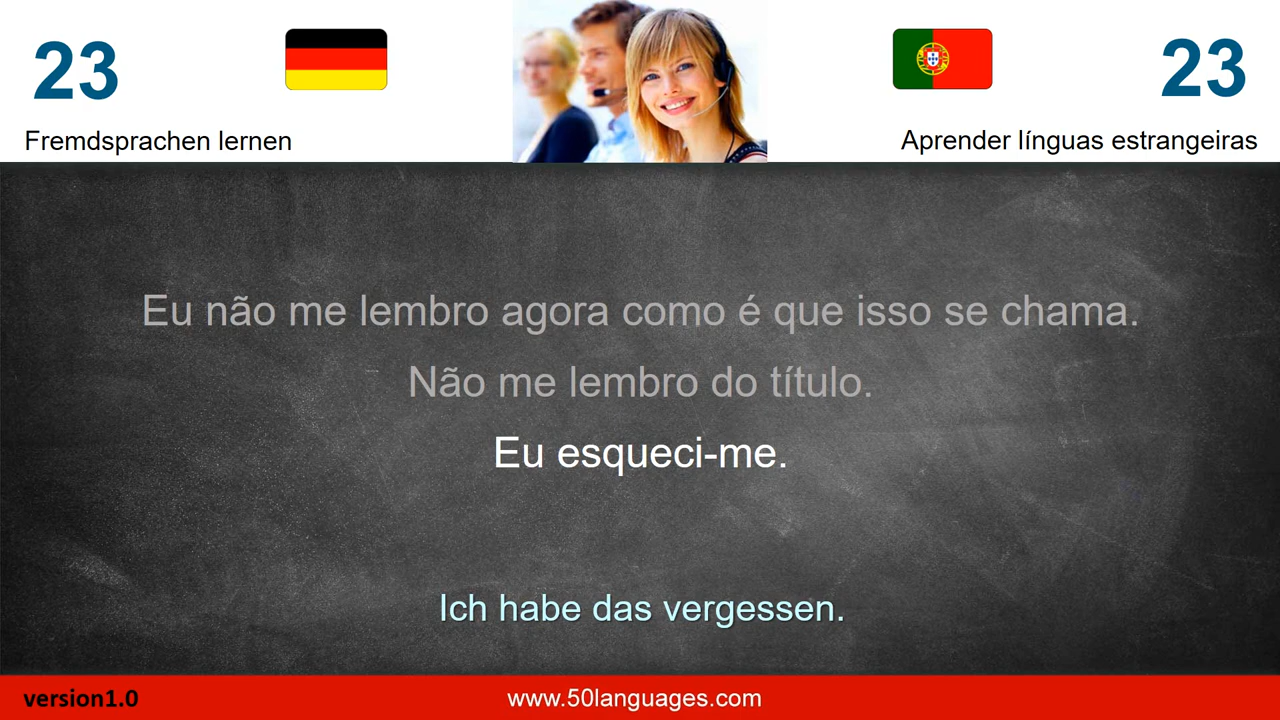 23
23
Fremdsprachen lernen
Aprender línguas estrangeiras
Eu não me lembro agora como é que isso se chama.
Não me lembro do título.
Eu esqueci-me.
Ich habe das vergessen.
version1.0
www.50languages.com